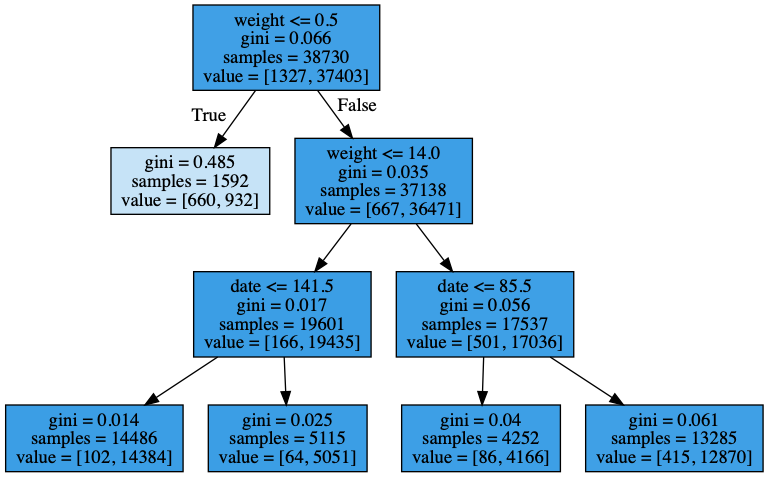 weight <= 0.5
gini = 0.066
samples = 38730
value = [1327, 37403]
True
False
gini = 0.485
samples = 1592
value = [660, 932]
weight <= 14.0
gini = 0.035
samples = 37138
value = [667, 36471]
date <= 141.5
gini = 0.017
samples = 19601
value = [166, 19435]
date <= 85.5
gini = 0.056
samples = 17537
value = [501, 17036]
gini = 0.014
samples = 14486
value = [102, 14384]
gini = 0.025
samples = 5115
value = [64, 5051]
gini = 0.04
samples = 4252
value = [86, 4166]
gini = 0.061
samples = 13285
value = [415, 12870]